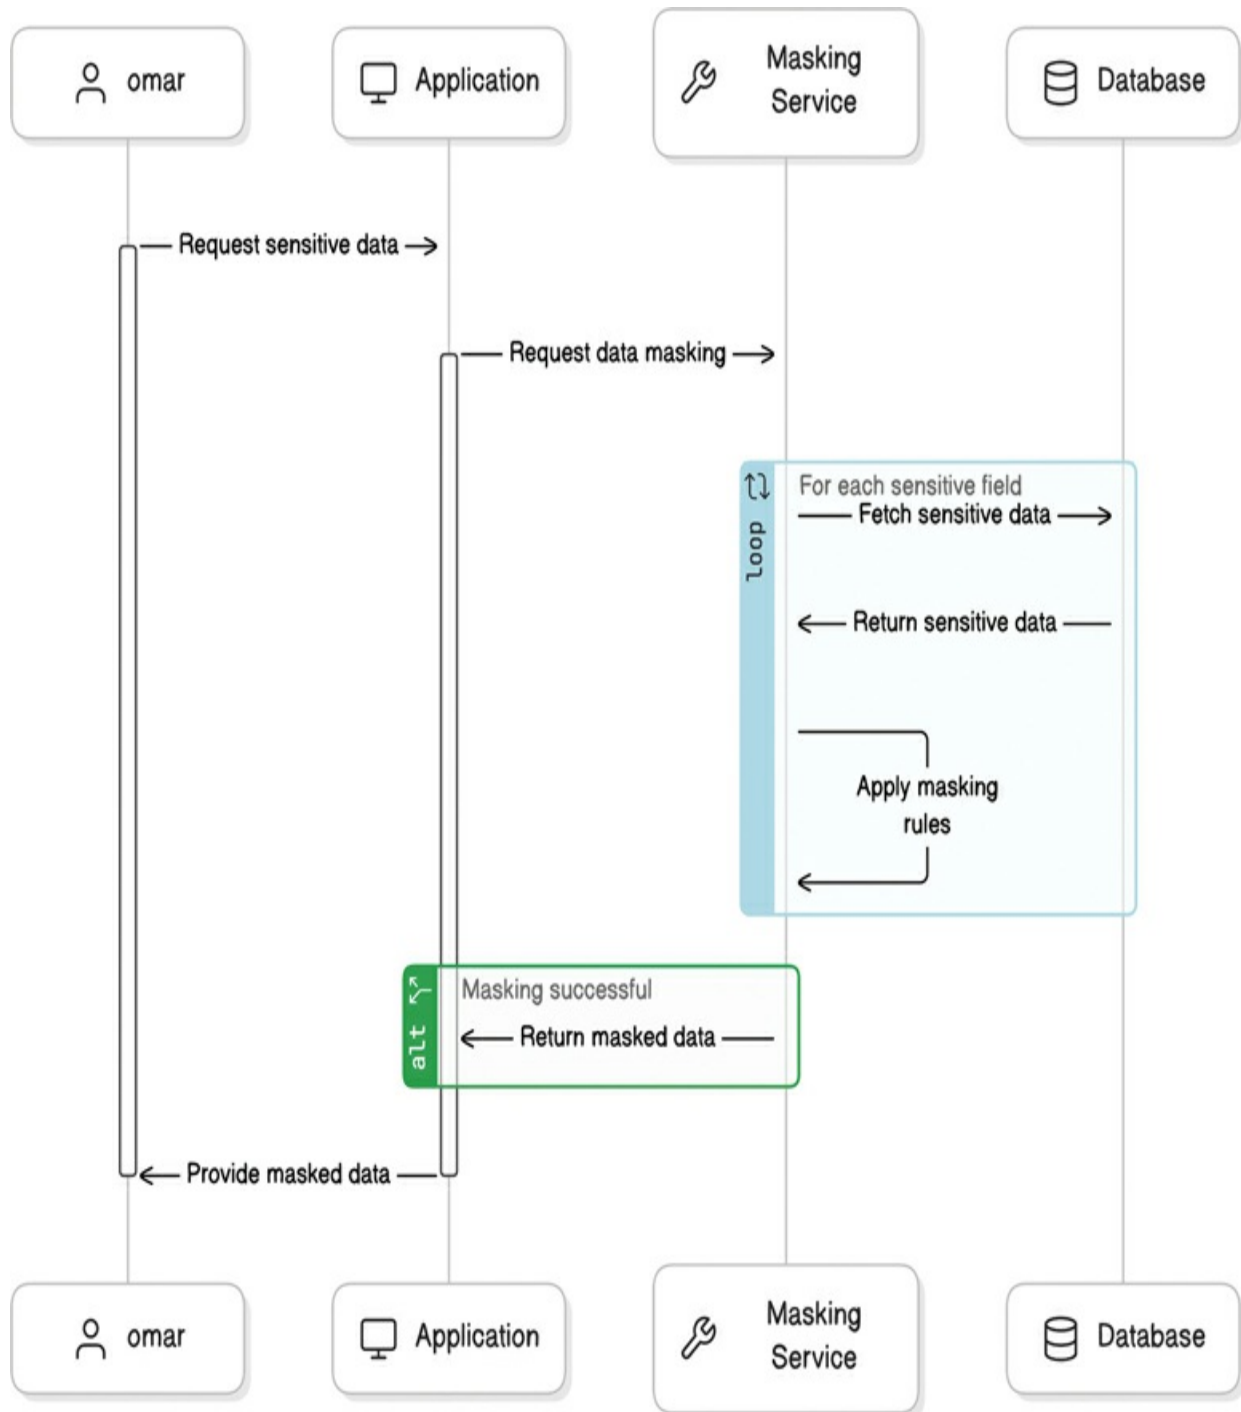 omar
Application
Masking
Service
Database
Request sensitive data
Request data masking
loop
For each sensitive field
Fetch sensitive data
Return sensitive data
Apply masking
rules
alt
Masking successful
Return masked data
Provide masked data
omar
Application
Masking
Service
Database